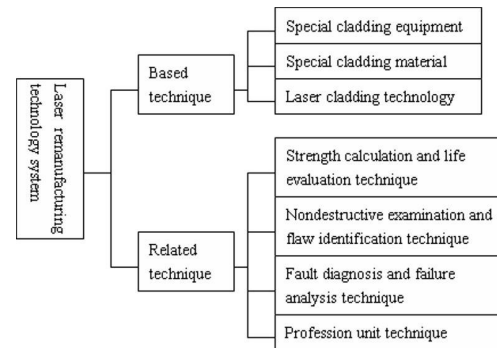 Laser remanufacturing
technology system
Based
technique
Special cladding equipment
Special cladding material
Laser cladding technology
Related
technique
Strength calculation and life
evaluation technique
Nondestructive examination and
flaw identification technique
Fault diagnosis and failure
analysis technique
Profession unit technique